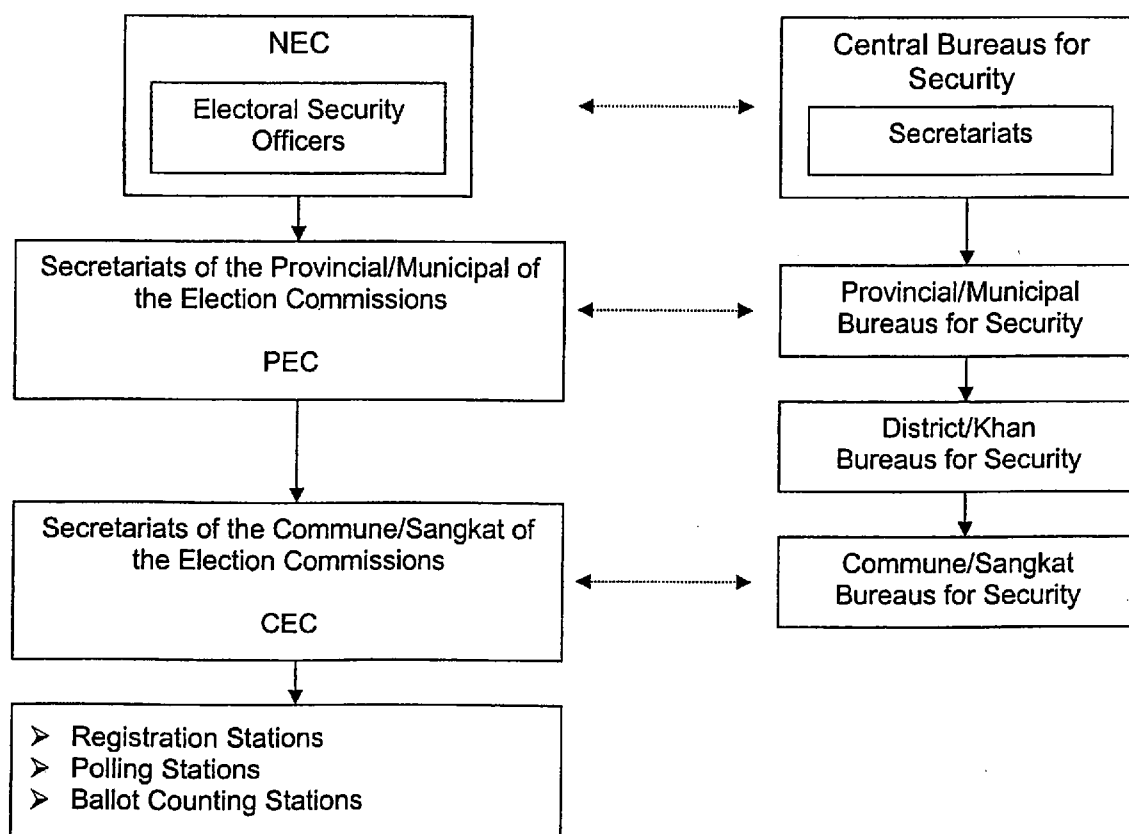 NEC
Electoral Security
Officers
Central Bureaus for
Security
Secretariats
Secretariats of the Provincial/Municipal of
the Election Commissions
PEC
Provincial/Municipal
Bureaus for Security
District/Khan
Bureaus for Security
Secretariats of the Commune/Sangkat of
the Election Commissions
CEC
Commune/Sangkat
Bureaus for Security
➢ Registration Stations
➢ Polling Stations
➢ Ballot Counting Stations